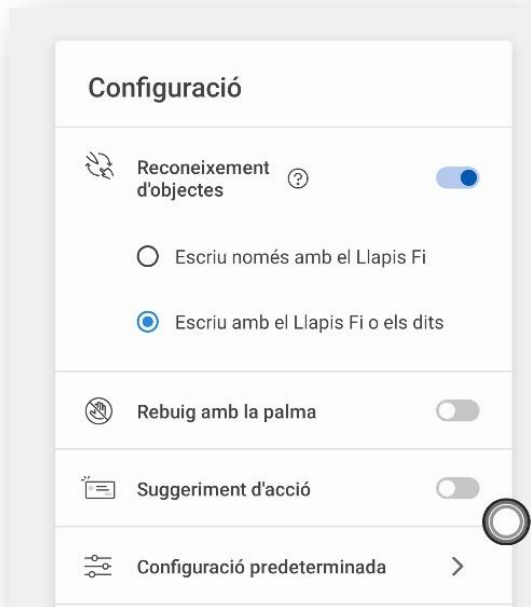 Configuració
Reconeixement
d'objectes
Escriu només amb el Llapis Fi
Escriu amb el Llapis Fi o els dits
Rebuig amb la palma
Suggeriment d'acció
Configuració predeterminada